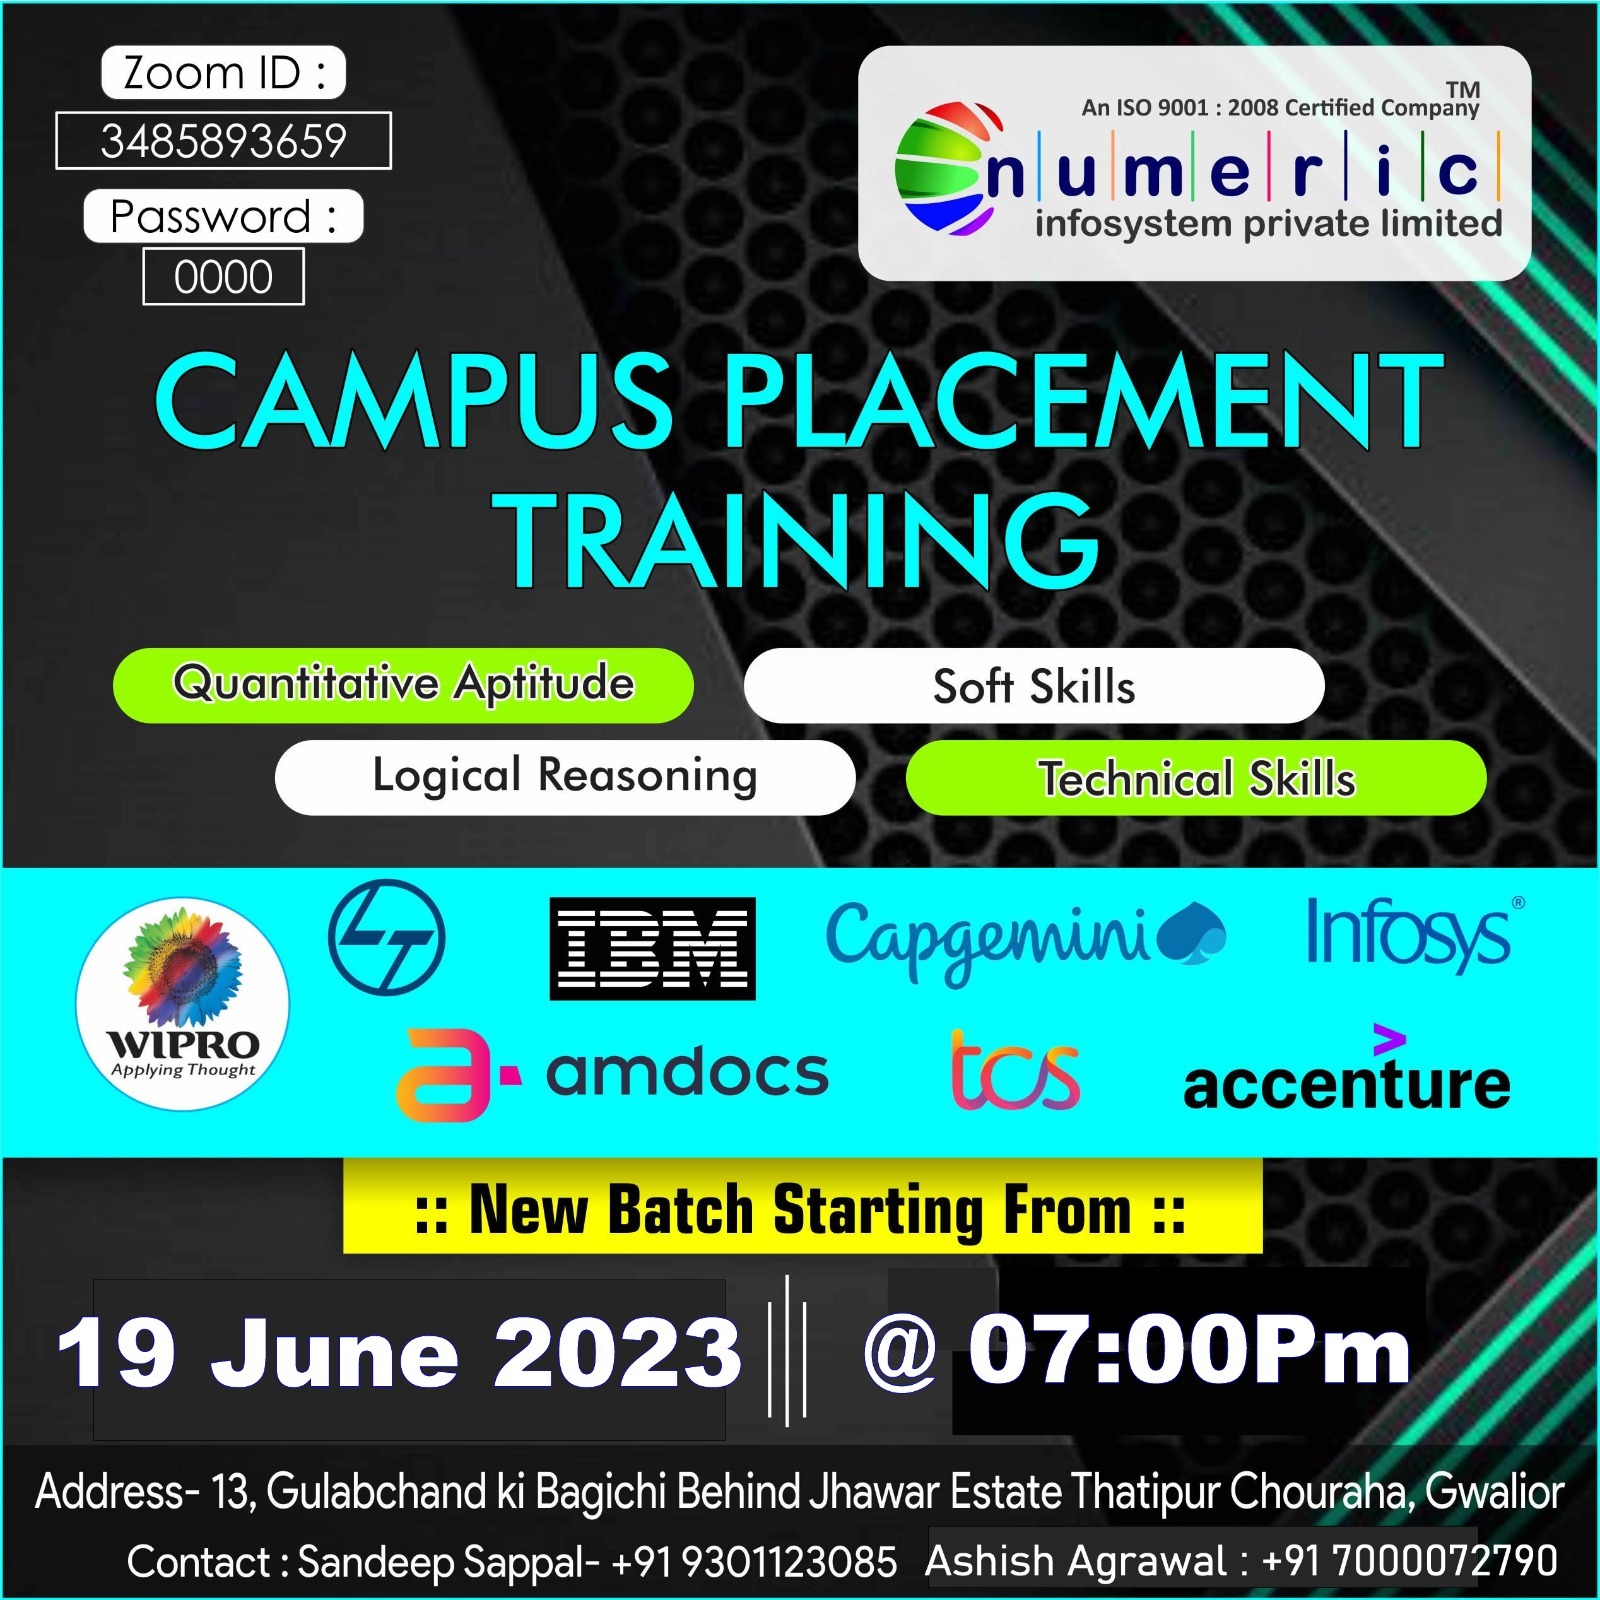 Zoom ID :
3485893659
Password :
0000
TM
An ISO 9001 : 2008 Certified Company
numeric
infosystem private limited
CAMPUS PLACEMENT
TRAINING
Quantitative Aptitude
Soft Skills
Logical Reasoning
Technical Skills
WIPRO
Applying Thought
LT
IBM
Capgemini
Infosys®
a
amdocs
tcs
>
accenture
:: New Batch Starting From ::
19 June 2023
@ 07:00Pm
Address- 13, Gulabchand ki Bagichi Behind Jhawar Estate Thatipur Chouraha, Gwalior
Contact : Sandeep Sappal- +91 9301123085 Ashish Agrawal : +91 7000072790